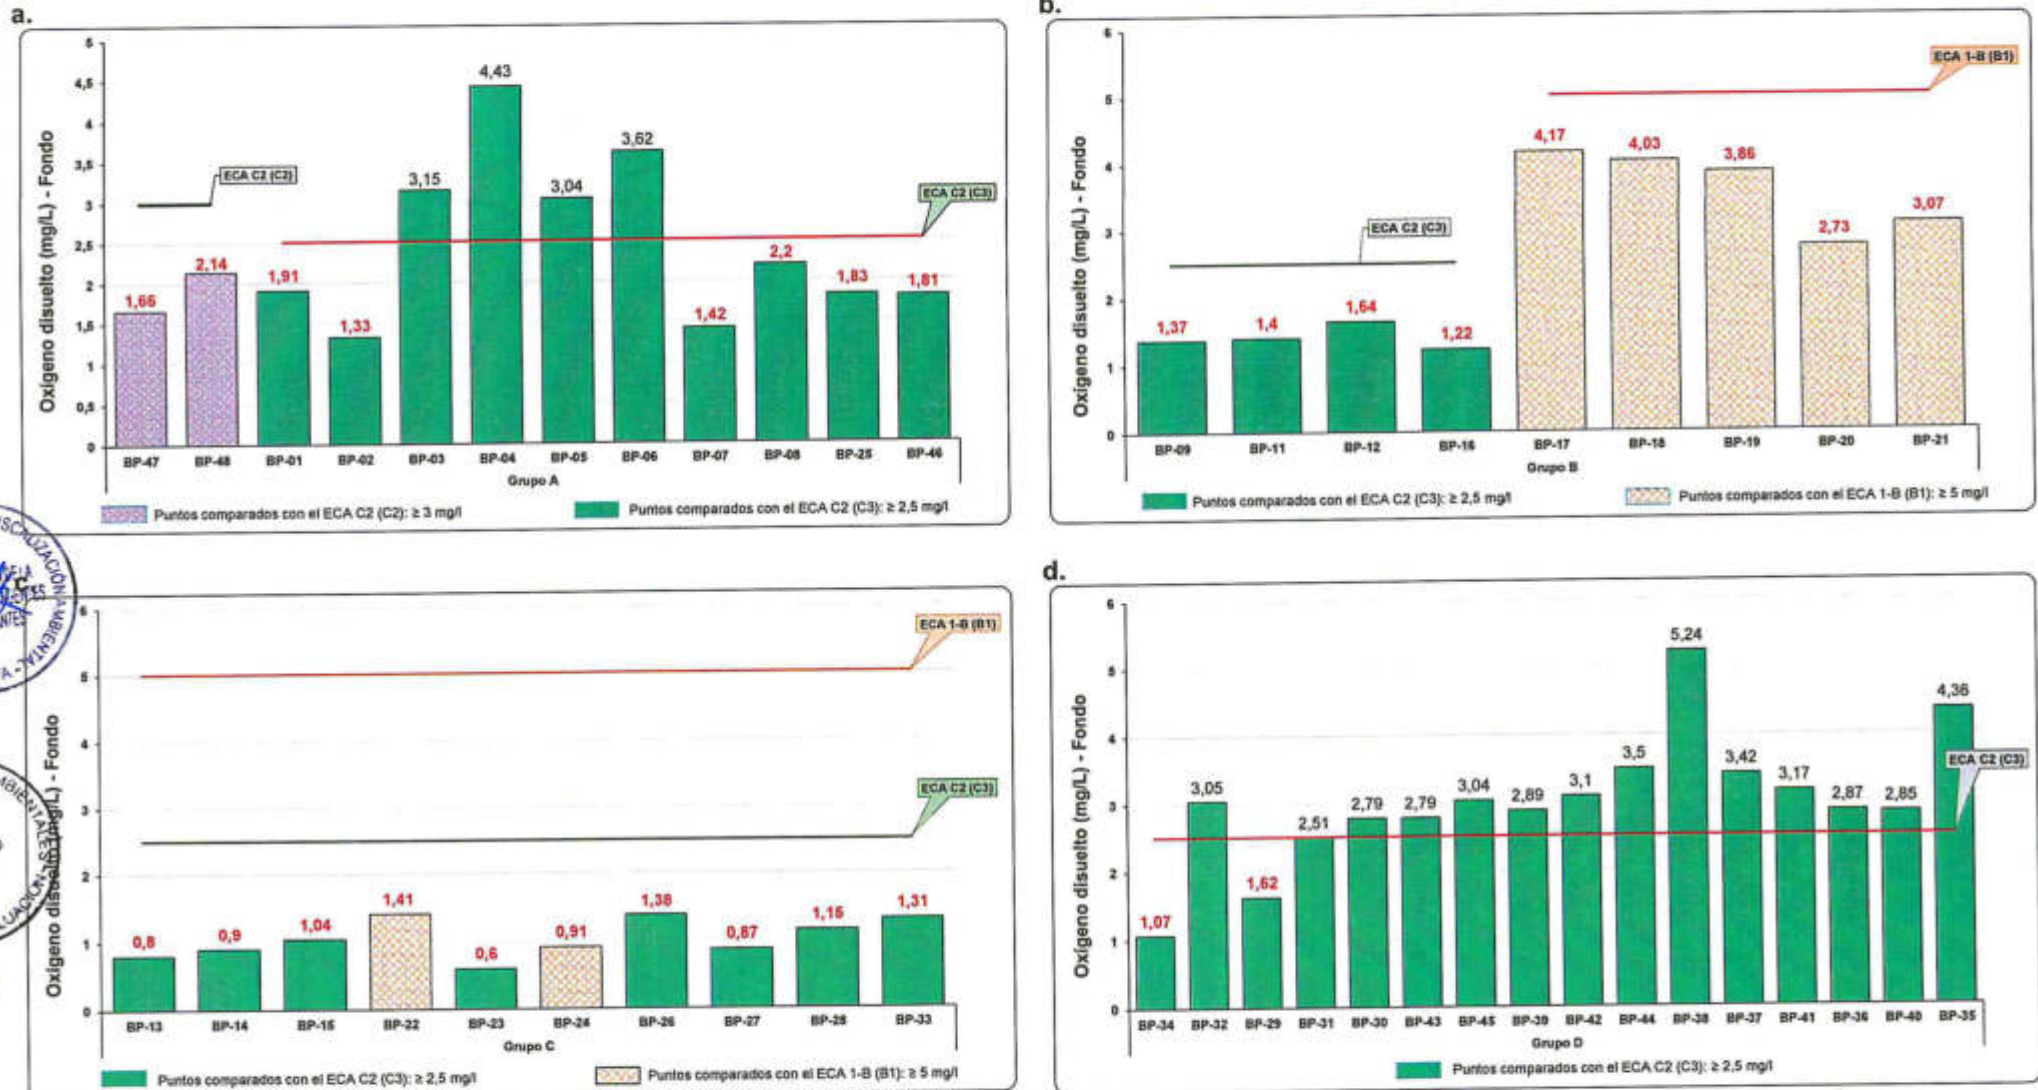 a.
Oxígeno disuelto (mg/L) - Fondo
5
4,5
4
3,5
3
2,5
2
1,5
1
0,5
0
ECA C2 (C2)
ECA C2 (C3)
1,66
2,14
1,91
1,33
3,15
4,43
3,04
3,62
1,42
2,2
1,83
1,81
BP-47 BP-48 BP-01 BP-02 BP-03 BP-04 BP-05 BP-06 BP-07 BP-08 BP-25 BP-46
Grupo A
Puntos comparados con el ECA C2 (C2): ≥ 3 mg/l
Puntos comparados con el ECA C2 (C3): ≥ 2,5 mg/l
b.
Oxígeno disuelto (mg/L) - Fondo
6
5
4
3
2
1
0
ECA 1-B (B1)
ECA C2 (C3)
1,37
1,4
1,64
1,22
4,17
4,03
3,86
2,73
3,07
BP-09 BP-11 BP-12 BP-16 BP-17 BP-18 BP-19 BP-20 BP-21
Grupo B
Puntos comparados con el ECA C2 (C3): ≥ 2,5 mg/l
Puntos comparados con el ECA 1-B (B1): ≥ 5 mg/l
c.
Oxígeno disuelto (mg/L) - Fondo
6
5
4
3
2
1
0
ECA 1-B (B1)
ECA C2 (C3)
0,8
0,9
1,04
1,41
0,6
0,91
1,38
0,87
1,15
1,31
BP-13 BP-14 BP-15 BP-22 BP-23 BP-24 BP-26 BP-27 BP-28 BP-33
Grupo C
Puntos comparados con el ECA C2 (C3): ≥ 2,5 mg/l
Puntos comparados con el ECA 1-B (B1): ≥ 5 mg/l
d.
Oxígeno disuelto (mg/L) - Fondo
6
5
4
3
2
1
0
ECA C2 (C3)
1,07
3,05
1,62
2,51
2,79
2,79
3,04
2,89
3,1
3,5
5,24
3,42
3,17
2,87
2,85
4,36
BP-34 BP-32 BP-29 BP-31 BP-30 BP-43 BP-45 BP-39 BP-42 BP-44 BP-38 BP-37 BP-41 BP-36 BP-40 BP-35
Grupo D
Puntos comparados con el ECA C2 (C3): ≥ 2,5 mg/l
AMBIENTAL